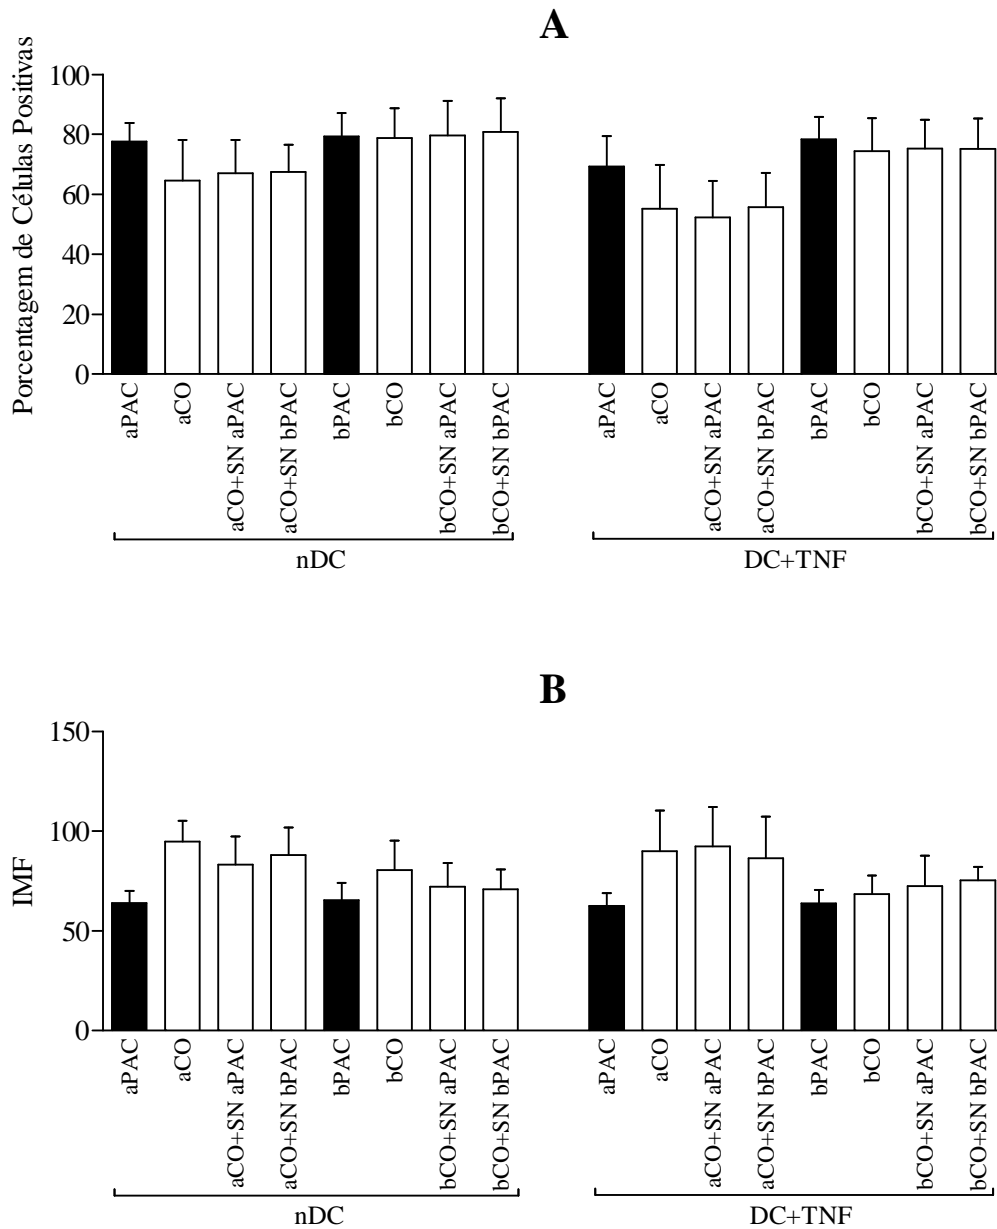 A
Porcentagem de Células Positivas
100
80
60
40
20
0
aPAC
aCO
aCO+SN aPAC
aCO+SN bPAC
bPAC
bCO
bCO+SN aPAC
bCO+SN bPAC
aPAC
aCO
aCO+SN aPAC
aCO+SN bPAC
bPAC
bCO
bCO+SN aPAC
bCO+SN bPAC
nDC
DC+TNF
B
IMF
150
100
50
0
aPAC
aCO
aCO+SN aPAC
aCO+SN bPAC
bPAC
bCO
bCO+SN aPAC
bCO+SN bPAC
aPAC
aCO
aCO+SN aPAC
aCO+SN bPAC
bPAC
bCO
bCO+SN aPAC
bCO+SN bPAC
nDC
DC+TNF